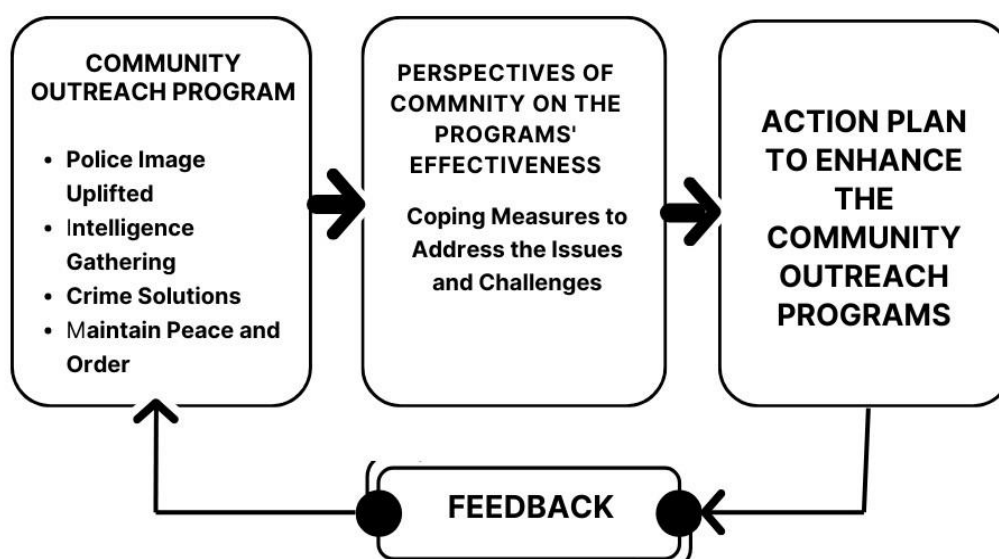 COMMUNITY
OUTREACH PROGRAM
• Police Image
Uplifted
• Intelligence
Gathering
• Crime Solutions
• Maintain Peace and
Order
PERSPECTIVES OF
COMMNITY ON THE
PROGRAMS'
EFFECTIVENESS
Coping Measures to
Address the Issues
and Challenges
ACTION PLAN
TO ENHANCE
THE
COMMUNITY
OUTREACH
PROGRAMS
FEEDBACK